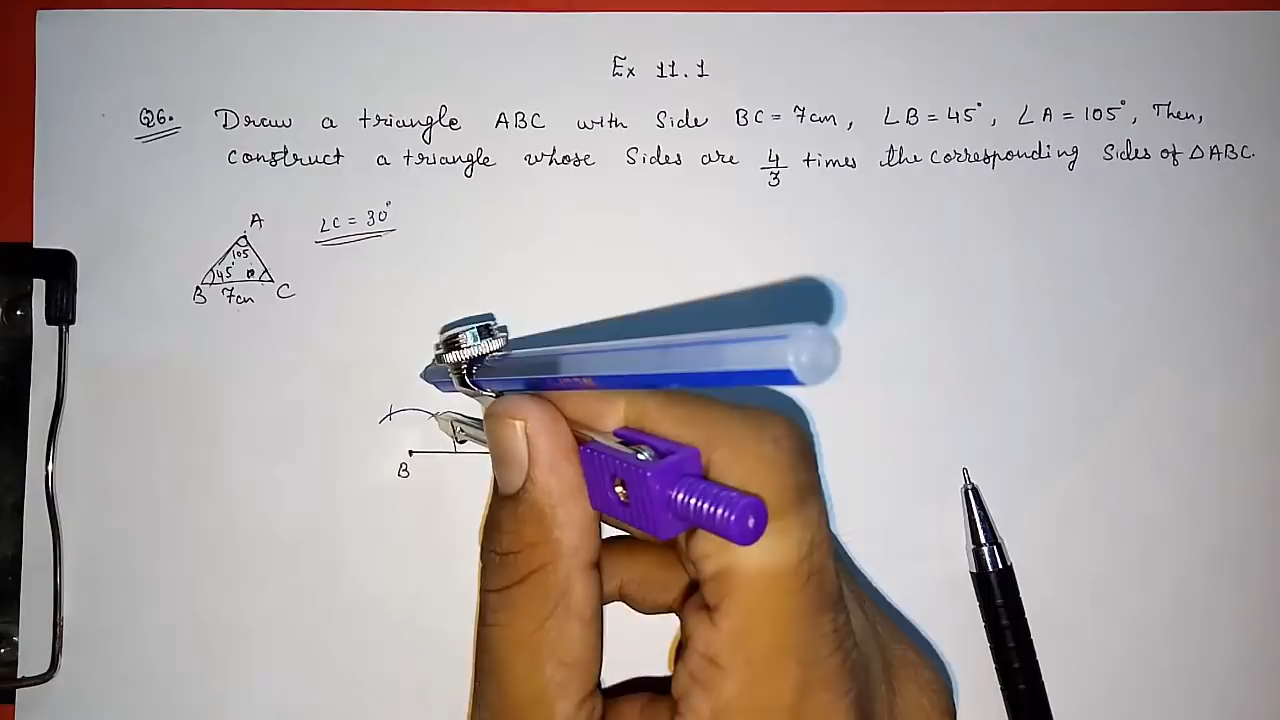 Ex 11.1
Q6. Draw a triangle ABC with Side BC = 7cm, ∠B = 45°, ∠A = 105°, Then,
construct a triangle whose Sides are 4/3 times the corresponding Sides of ΔABC.
A
∠C = 30°
105
45°
B 7cm C
B